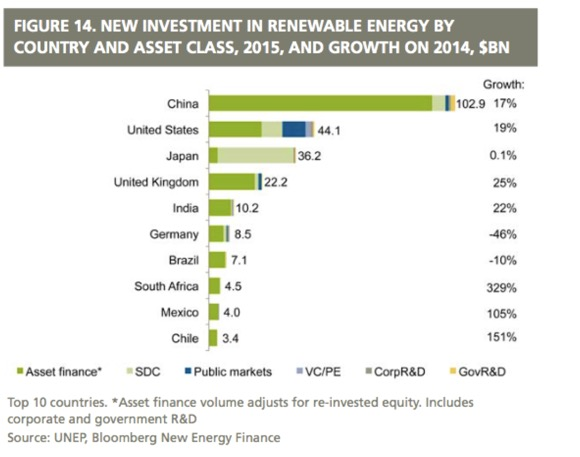 FIGURE 14. NEW INVESTMENT IN RENEWABLE ENERGY BY
COUNTRY AND ASSET CLASS, 2015, AND GROWTH ON 2014, $BN
Growth:
China 102.9 17%
United States 44.1 19%
Japan 36.2 0.1%
United Kingdom 22.2 25%
India 10.2 22%
Germany 8.5 -46%
Brazil 7.1 -10%
South Africa 4.5 329%
Mexico 4.0 105%
Chile 3.4 151%
Asset finance* SDC Public markets VC/PE CorpR&D GovR&D
Top 10 countries. *Asset finance volume adjusts for re-invested equity. Includes
corporate and government R&D
Source: UNEP, Bloomberg New Energy Finance